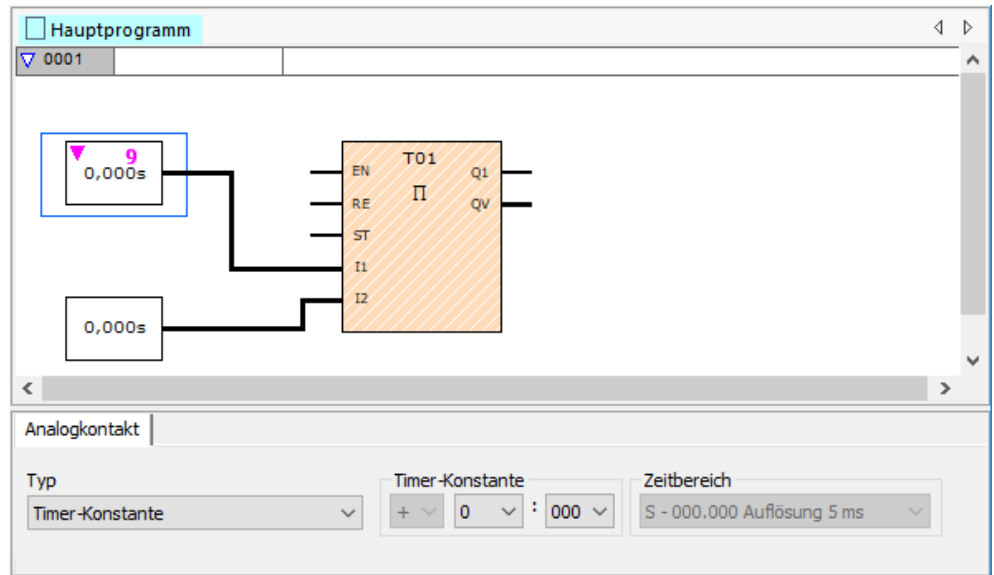 Hauptprogramm
0001
9
0,000s
T01
Π
EN
RE
ST
I1
I2
Q1
QV
0,000s
Analogkontakt
Typ
Timer-Konstante
Timer-Konstante
+ 0 : 000
Zeitbereich
S - 000.000 Auflösung 5 ms